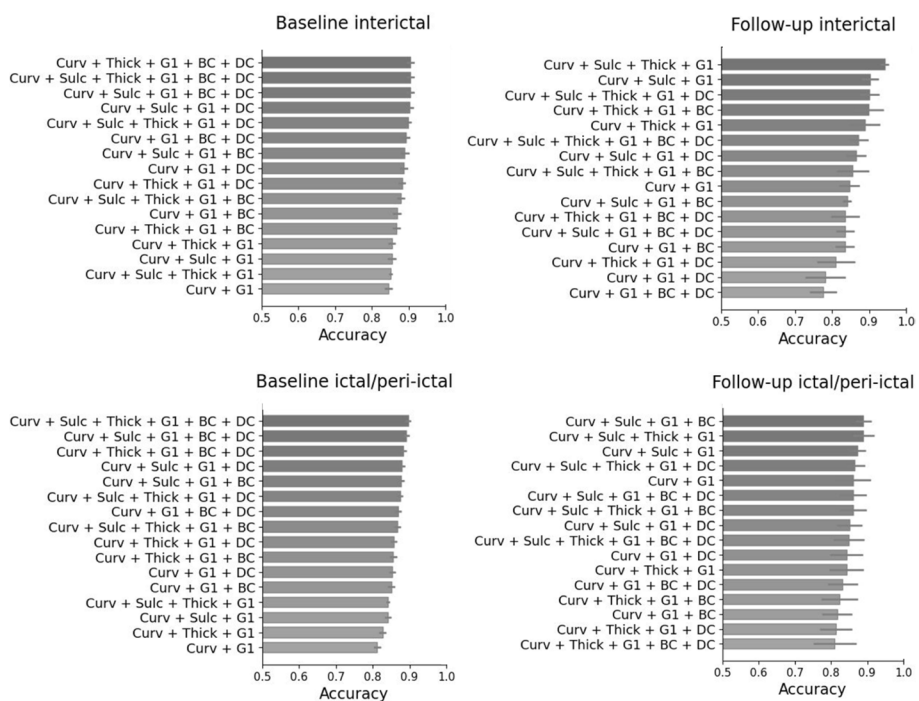 Baseline interictal
Curv + Thick + G1 + BC + DC
Curv + Sulc + Thick + G1 + BC + DC
Curv + Sulc + G1 + BC + DC
Curv + Sulc + G1 + DC
Curv + Sulc + Thick + G1 + DC
Curv + G1 + BC + DC
Curv + Sulc + G1 + BC
Curv + G1 + DC
Curv + Thick + G1 + DC
Curv + Sulc + Thick + G1 + BC
Curv + G1 + BC
Curv + Thick + G1 + BC
Curv + Thick + G1
Curv + Sulc + G1
Curv + Sulc + Thick + G1
Curv + G1
0.5 0.6 0.7 0.8 0.9 1.0
Accuracy
Follow-up interictal
Curv + Sulc + Thick + G1
Curv + Sulc + G1
Curv + Sulc + Thick + G1 + DC
Curv + Thick + G1 + BC
Curv + Thick + G1
Curv + Sulc + Thick + G1 + BC + DC
Curv + Sulc + G1 + DC
Curv + Sulc + Thick + G1 + BC
Curv + G1
Curv + Sulc + G1 + BC
Curv + Thick + G1 + BC + DC
Curv + Sulc + G1 + BC + DC
Curv + G1 + BC
Curv + Thick + G1 + DC
Curv + G1 + DC
Curv + G1 + BC + DC
0.5 0.6 0.7 0.8 0.9 1.0
Accuracy
Baseline ictal/peri-ictal
Curv + Sulc + Thick + G1 + BC + DC
Curv + Sulc + G1 + BC + DC
Curv + Thick + G1 + BC + DC
Curv + Sulc + G1 + DC
Curv + Sulc + G1 + BC
Curv + Sulc + Thick + G1 + DC
Curv + G1 + BC + DC
Curv + Sulc + Thick + G1 + BC
Curv + Thick + G1 + DC
Curv + Thick + G1 + BC
Curv + G1 + DC
Curv + G1 + BC
Curv + Sulc + Thick + G1
Curv + Sulc + G1
Curv + Thick + G1
Curv + G1
0.5 0.6 0.7 0.8 0.9 1.0
Accuracy
Follow-up ictal/peri-ictal
Curv + Sulc + G1 + BC
Curv + Sulc + Thick + G1
Curv + Sulc + G1
Curv + Sulc + Thick + G1 + DC
Curv + G1
Curv + Sulc + G1 + BC + DC
Curv + Sulc + Thick + G1 + BC
Curv + Sulc + G1 + DC
Curv + Sulc + Thick + G1 + BC + DC
Curv + G1 + DC
Curv + Thick + G1
Curv + G1 + BC + DC
Curv + Thick + G1 + BC
Curv + G1 + BC
Curv + Thick + G1 + DC
Curv + Thick + G1 + BC + DC
0.5 0.6 0.7 0.8 0.9 1.0
Accuracy